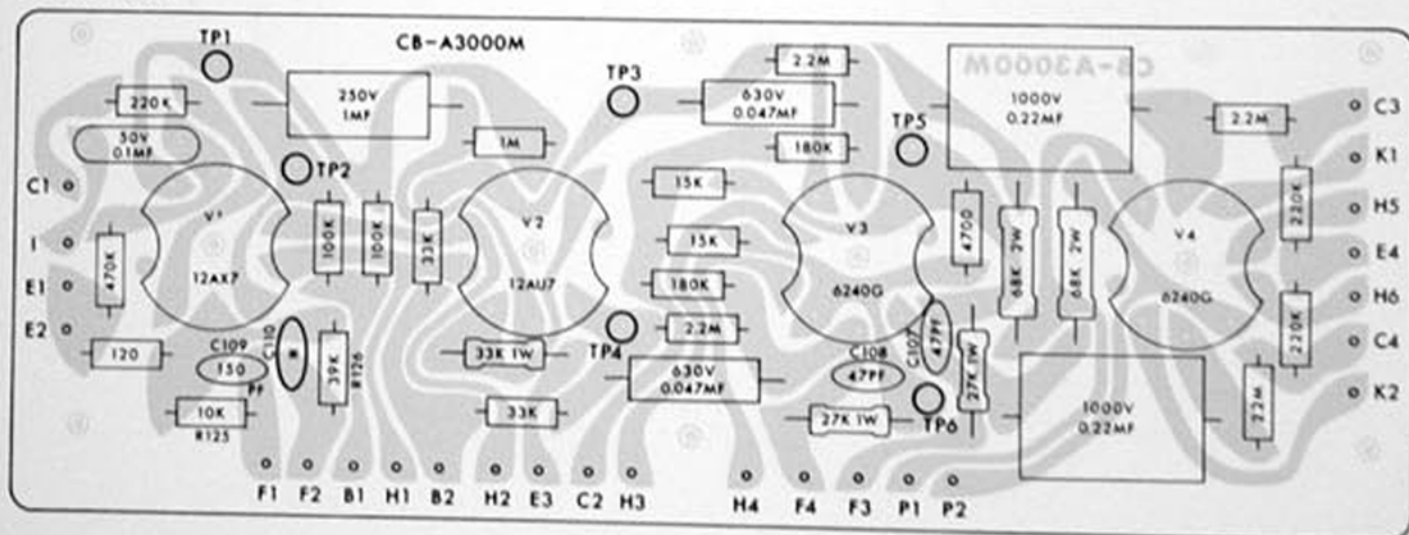 TP1
CB-A3000M
TP3
2.2M
CB-A3000M
220K
250V
1MF
630V
0.047MF
1000V
0.22MF
2.2M
C3
50V
0.1MF
1M
TP5
180K
K1
TP2
C1
15K
220K
H5
V1
V2
V3
V4
100K
100K
33K
4700
68K 2W
68K 2W
I
15K
E4
470K
12AX7
12AU7
180K
6240G
6240G
E1
H6
E2
TP4
2.2M
220K
C4
120
C109
150
PF
C110
*
39K
R126
33K 1W
630V
0.047MF
C108
47PF
C107
47PF
27K 1W
K2
10K
R125
33K
27K 1W
TP6
1000V
0.22MF
2.2M
F1
F2
B1
H1
B2
H2
E3
C2
H3
H4
F4
F3
P1
P2